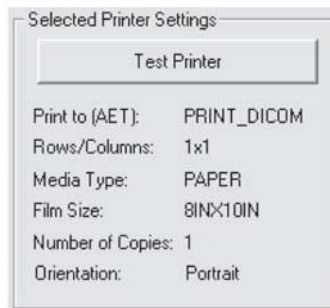 Selected Printer Settings
Test Printer
Print to (AET): PRINT_DICOM
Rows/Columns: 1x1
Media Type: PAPER
Film Size: 8INX10IN
Number of Copies: 1
Orientation: Portrait